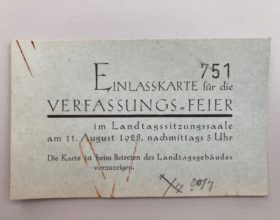 751
EINLASSKARTE für die
VERFASSUNGS=FEIER
im Landtagssitzungssaale
am 11. August 1928, nachmittags 5 Uhr
Die Karte ist beim Betreten des Landtagsgebäudes
vorzuzeigen.